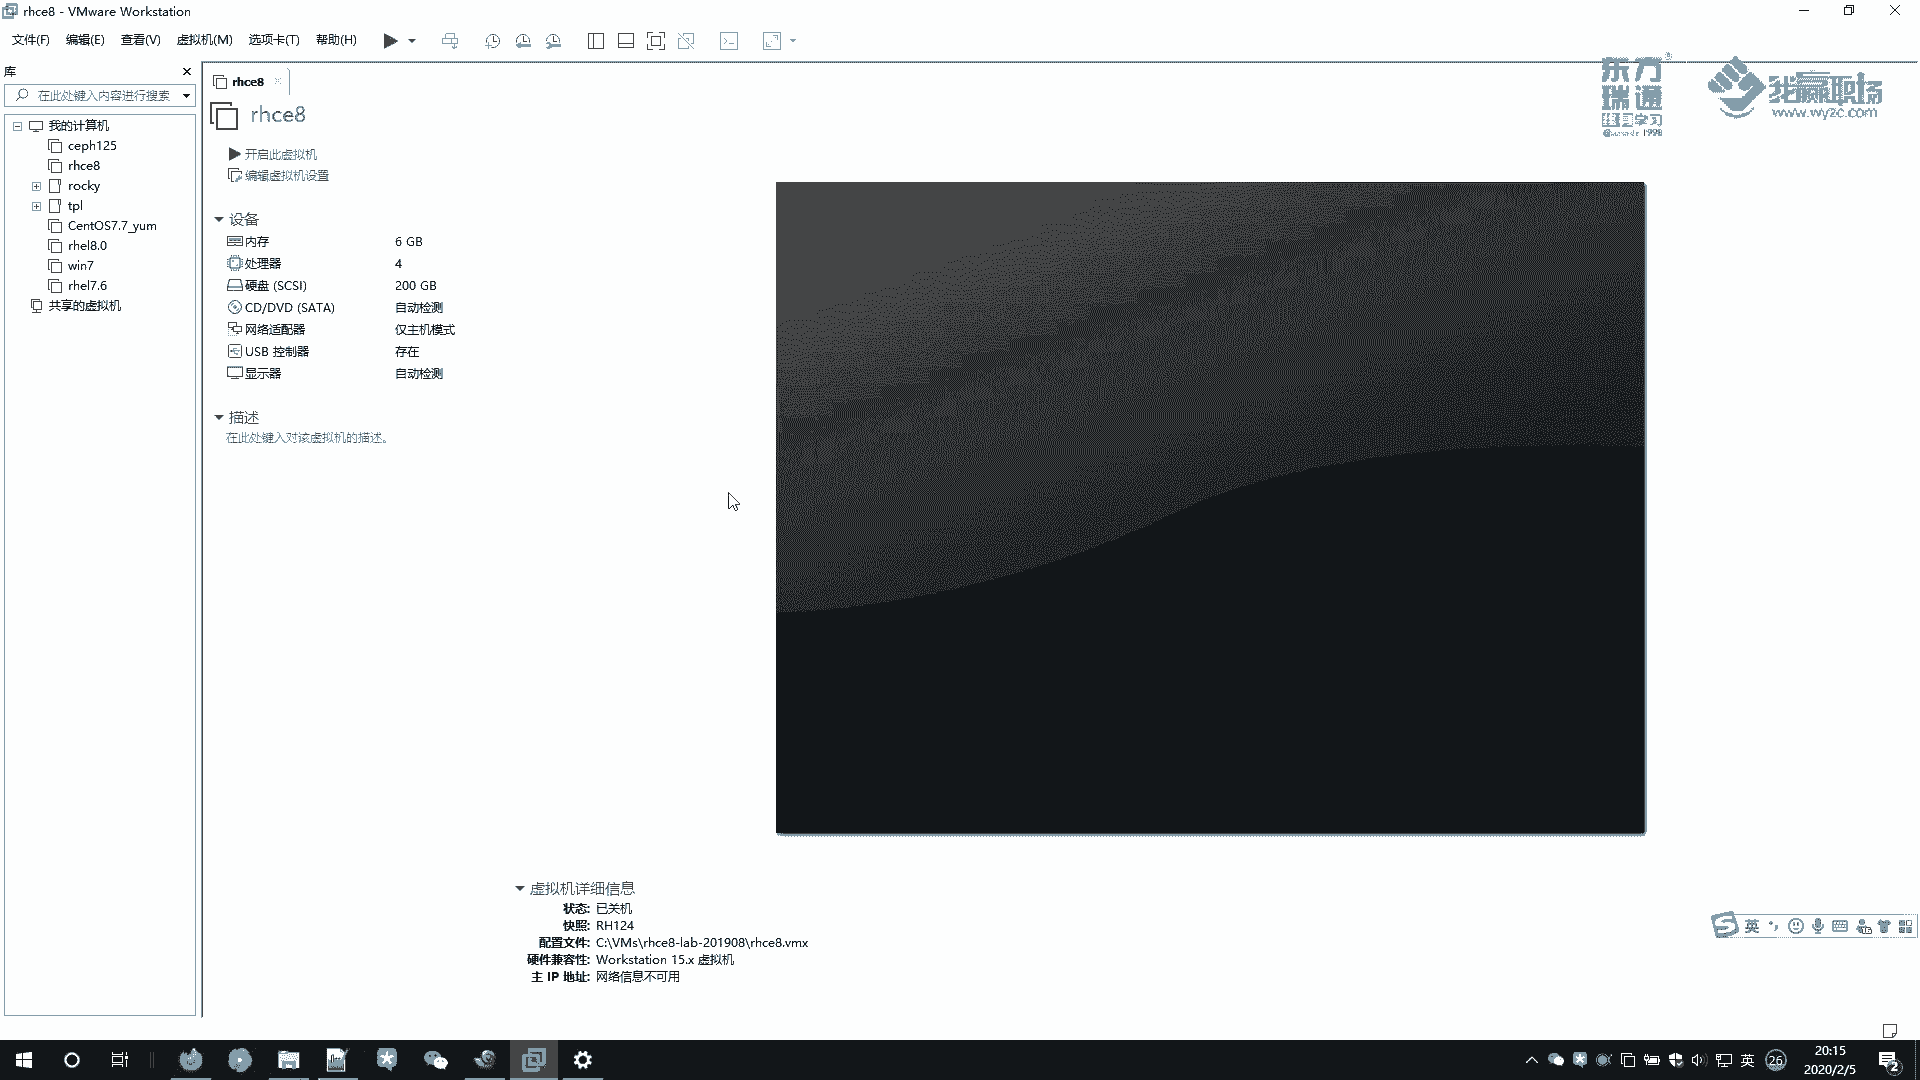 rhce8 - VMware Workstation
文件(F) 编辑(E) 查看(V) 虚拟机(M) 选项卡(T) 帮助(H)
库
在此处键入内容进行搜索
我的计算机
ceph125
rhce8
rocky
tpl
CentOS7.7_yum
rhel8.0
win7
rhel7.6
共享的虚拟机
rhce8
rhce8
开启此虚拟机
编辑虚拟机设置
设备
内存 6 GB
处理器 4
硬盘 (SCSI) 200 GB
CD/DVD (SATA) 自动检测
网络适配器 仅主机模式
USB 控制器 存在
显示器 自动检测
描述
在此处键入对该虚拟机的描述。
东方
瑞通
终身学习
我赢职场
www.wyzc.com
虚拟机详细信息
状态: 已关机
快照: RH124
配置文件: C:\VMs\rhce8-lab-201908\rhce8.vmx
硬件兼容性: Workstation 15.x 虚拟机
主 IP 地址: 网络信息不可用
英
英 26 20:15
2020/2/5
2